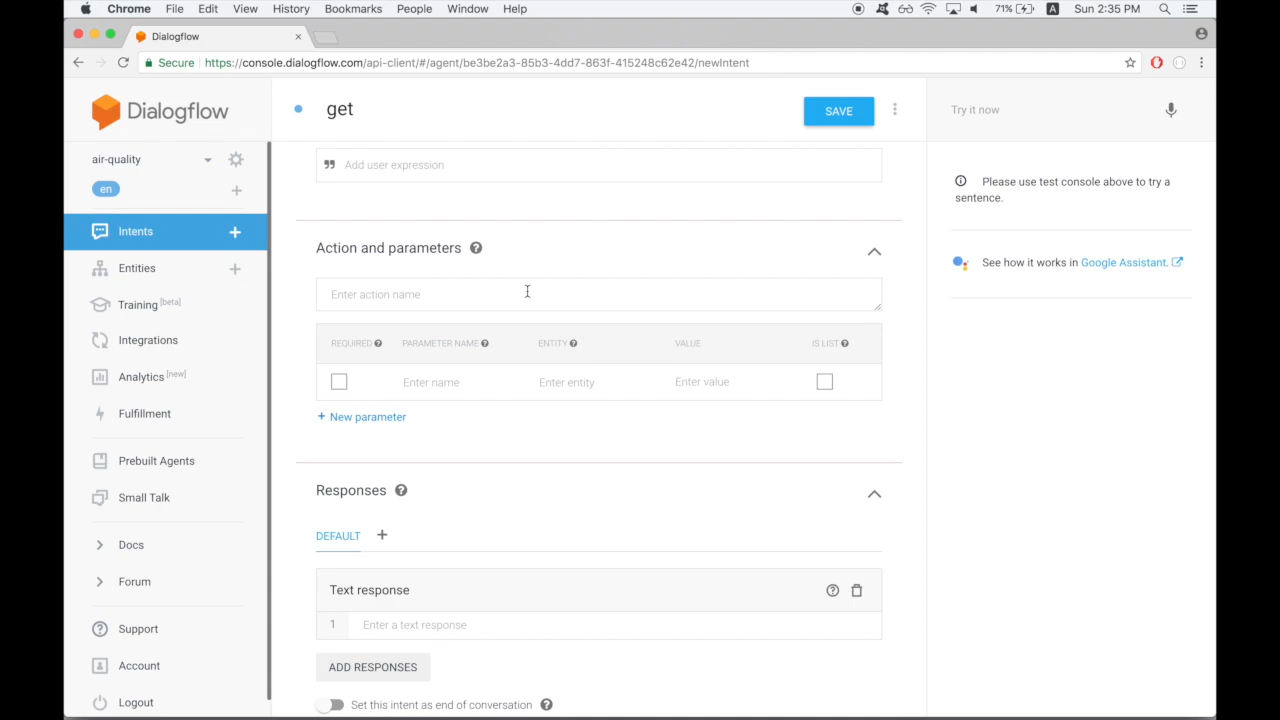 Chrome File Edit View History Bookmarks People Window Help 71% A Sun 2:35 PM
Dialogflow
Secure https://console.dialogflow.com/api-client/#/agent/be3be2a3-85b3-4dd7-863f-415248c62e42/newIntent
Dialogflow
get
SAVE
Try it now
air-quality
en
Intents
Entities
Training [beta]
Integrations
Analytics [new]
Fulfillment
Prebuilt Agents
Small Talk
Docs
Forum
Support
Account
Logout
Add user expression
Action and parameters
Enter action name
REQUIRED PARAMETER NAME ENTITY VALUE IS LIST
Enter name Enter entity Enter value
+ New parameter
Responses
DEFAULT +
Text response
1 Enter a text response
ADD RESPONSES
Set this intent as end of conversation
Please use test console above to try a
sentence.
See how it works in Google Assistant.